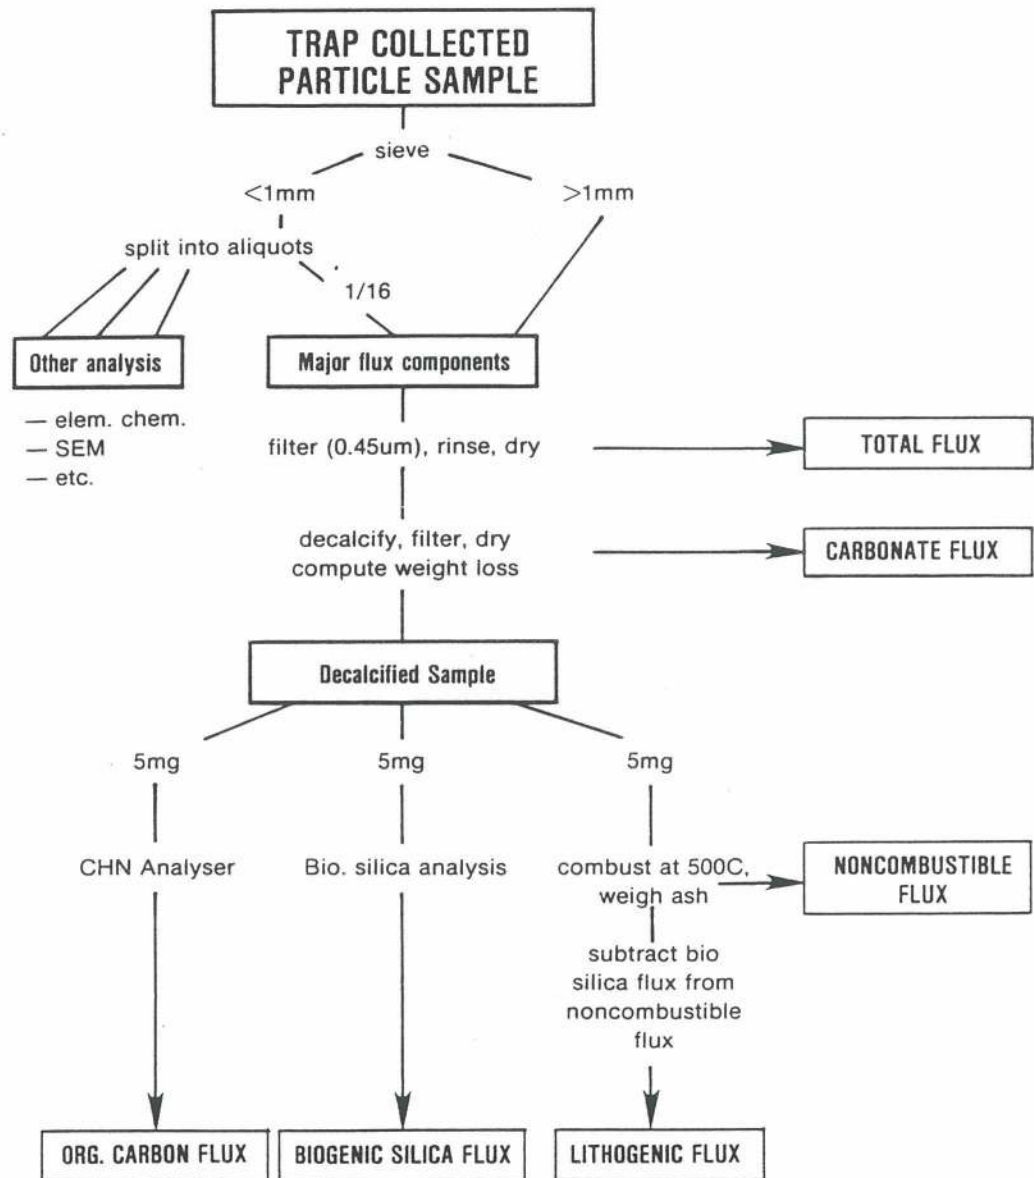 TRAP COLLECTED
PARTICLE SAMPLE
sieve
<1mm
>1mm
split into aliquots
1/16
Other analysis
Major flux components
— elem. chem.
— SEM
— etc.
filter (0.45um), rinse, dry
TOTAL FLUX
decalcify, filter, dry
compute weight loss
CARBONATE FLUX
Decalcified Sample
5mg
5mg
5mg
CHN Analyser
Bio. silica analysis
combust at 500C,
weigh ash
NONCOMBUSTIBLE
FLUX
subtract bio
silica flux from
noncombustible
flux
ORG. CARBON FLUX
BIOGENIC SILICA FLUX
LITHOGENIC FLUX